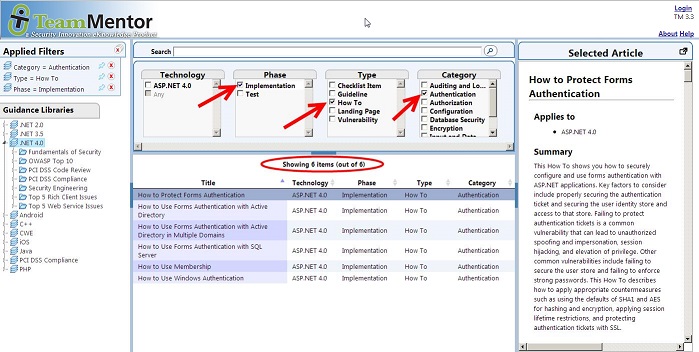 TeamMentor
a Security Innovation eKnowledge Product
Login
TM 3.3
About Help
Applied Filters
Category = Authentication
Type = How To
Phase = Implementation
Guidance Libraries
.NET 2.0
.NET 3.5
.NET 4.0
Fundamentals of Security
OWASP Top 10
PCI DSS Code Review
PCI DSS Compliance
Security Engineering
Top 5 Rich Client Issues
Top 5 Web Service Issues
Android
C++
CWE
iOS
Java
PCI DSS Compliance
PHP
Search
Technology
ASP.NET 4.0
Any
Phase
Implementation
Test
Type
Checklist Item
Guideline
How To
Landing Page
Vulnerability
Category
Auditing and Lo...
Authentication
Authorization
Configuration
Database Security
Encryption
Input and Data
Showing 6 items (out of 6)
Title Technology Phase Type Category
How to Protect Forms Authentication ASP.NET 4.0 Implementation How To Authentication
How to Use Forms Authentication with Active
Directory ASP.NET 4.0 Implementation How To Authentication
How to Use Forms Authentication with Active
Directory in Multiple Domains ASP.NET 4.0 Implementation How To Authentication
How to Use Forms Authentication with SQL
Server ASP.NET 4.0 Implementation How To Authentication
How to Use Membership ASP.NET 4.0 Implementation How To Authentication
How to Use Windows Authentication ASP.NET 4.0 Implementation How To Authentication
Selected Article
How to Protect Forms
Authentication
Applies to
• ASP.NET 4.0
Summary
This How To shows you how to securely
configure and use forms authentication with
ASP.NET applications. Key factors to consider
include properly securing the authentication
ticket and securing the user identity store and
access to that store. Failing to protect
authentication tickets is a common
vulnerability that can lead to unauthorized
spoofing and impersonation, session
hijacking, and elevation of privilege. Other
common vulnerabilities include failing to
secure the user store and failing to enforce
strong passwords. This How To describes
how to apply appropriate countermeasures
such as using the defaults of SHA1 and AES
for hashing and encryption, applying session
lifetime restrictions, and protecting
authentication tickets with SSL.